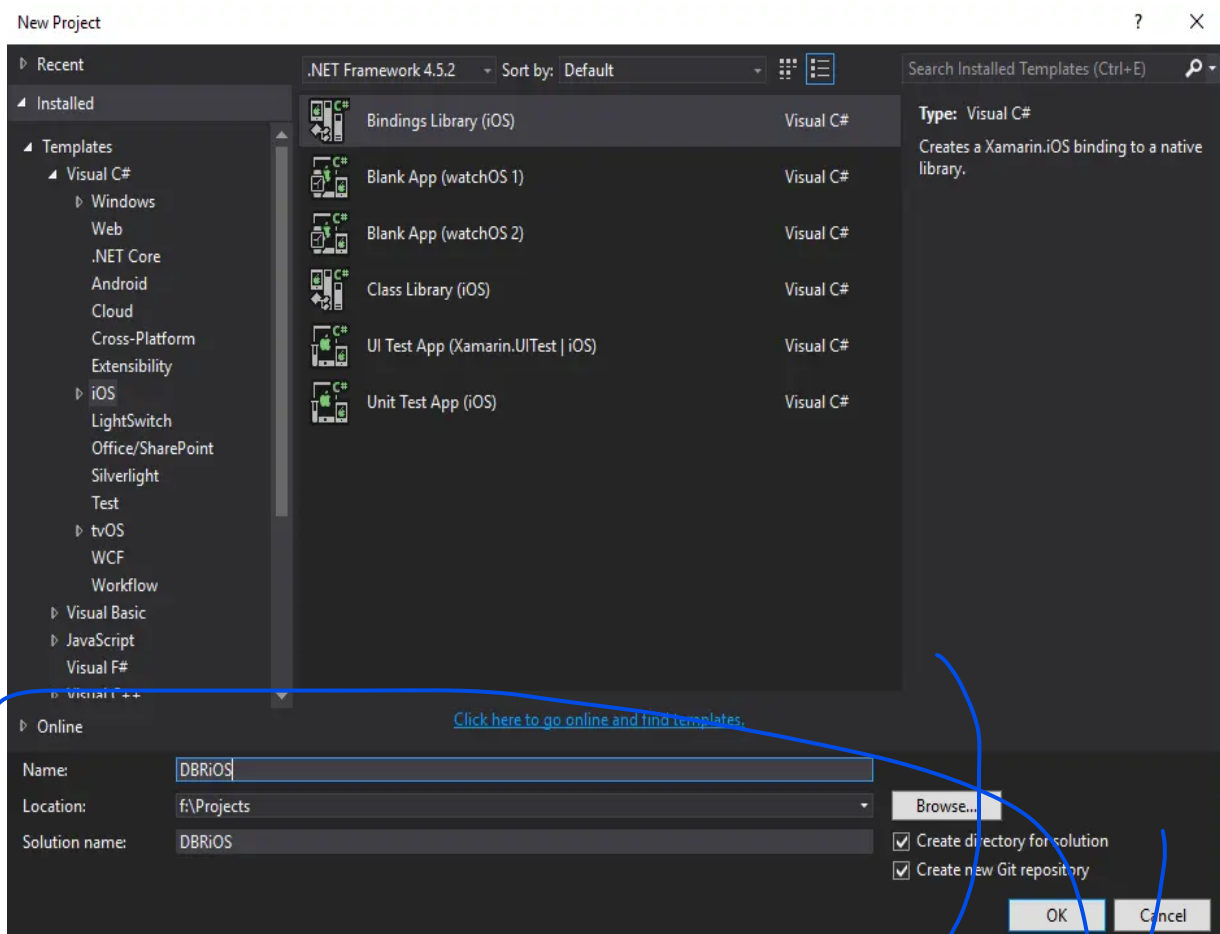 New Project
?
Recent
.NET Framework 4.5.2
Sort by: Default
Search Installed Templates (Ctrl+E)
Installed
Templates
Visual C#
Windows
Web
.NET Core
Android
Cloud
Cross-Platform
Extensibility
iOS
LightSwitch
Office/SharePoint
Silverlight
Test
tvOS
WCF
Workflow
Visual Basic
JavaScript
Visual F#
Visual C++
Online
Bindings Library (iOS) Visual C#
Blank App (watchOS 1) Visual C#
Blank App (watchOS 2) Visual C#
Class Library (iOS) Visual C#
UI Test App (Xamarin.UITest | iOS) Visual C#
Unit Test App (iOS) Visual C#
Click here to go online and find templates.
Type: Visual C#
Creates a Xamarin.iOS binding to a native
library.
Name: DBRiOS
Location: f:\Projects
Browse...
Solution name: DBRiOS
Create directory for solution
Create new Git repository
OK
Cancel